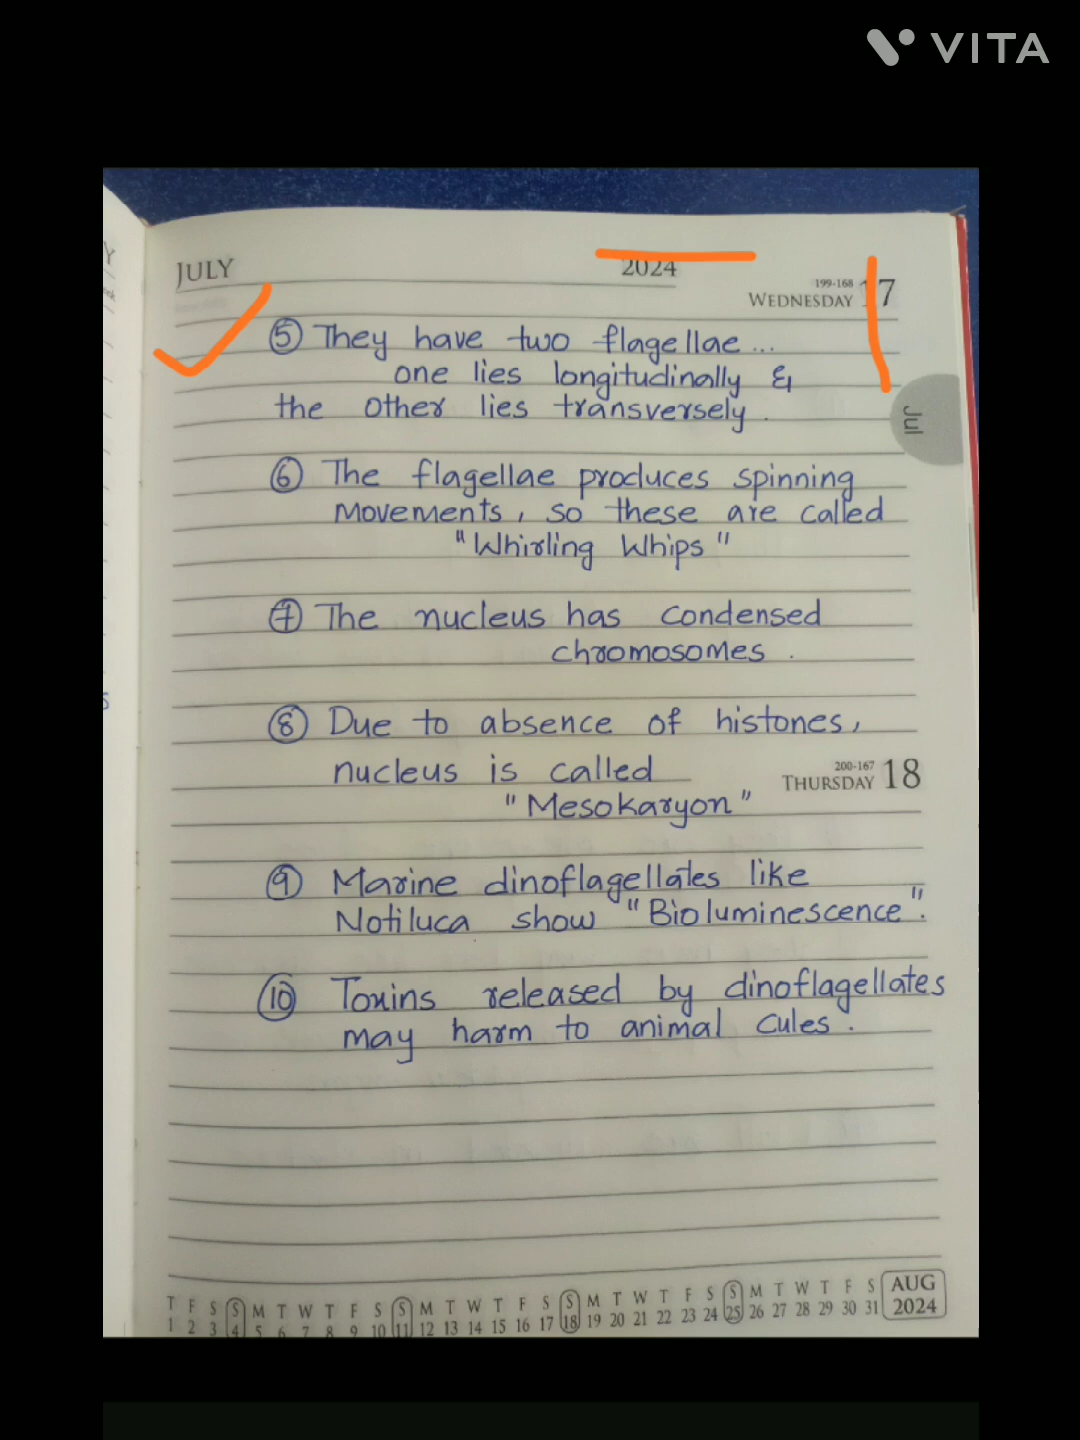 VITA
JULY
2024
199-168
WEDNESDAY 17
⑤ They have two flagellae...
one lies longitudinally &
the other lies transversely.
Jul
⑥ The flagellae produces spinning
movements, so these are called
"Whirling Whips"
⑦ The nucleus has condensed
chromosomes.
⑧ Due to absence of histones,
nucleus is called
200-167
THURSDAY 18
"Mesokaryon"
⑨ Marine dinoflagellates like
Notiluca show "Bioluminescence".
⑩ Toxins released by dinoflagellates
may harm to animal cules.
T F S S M T W T F S S M T W T F S S M T W T F S S M T W T F S
1 2 3 4 5 6 7 8 9 10 11 12 13 14 15 16 17 18 19 20 21 22 23 24 25 26 27 28 29 30 31
AUG
2024